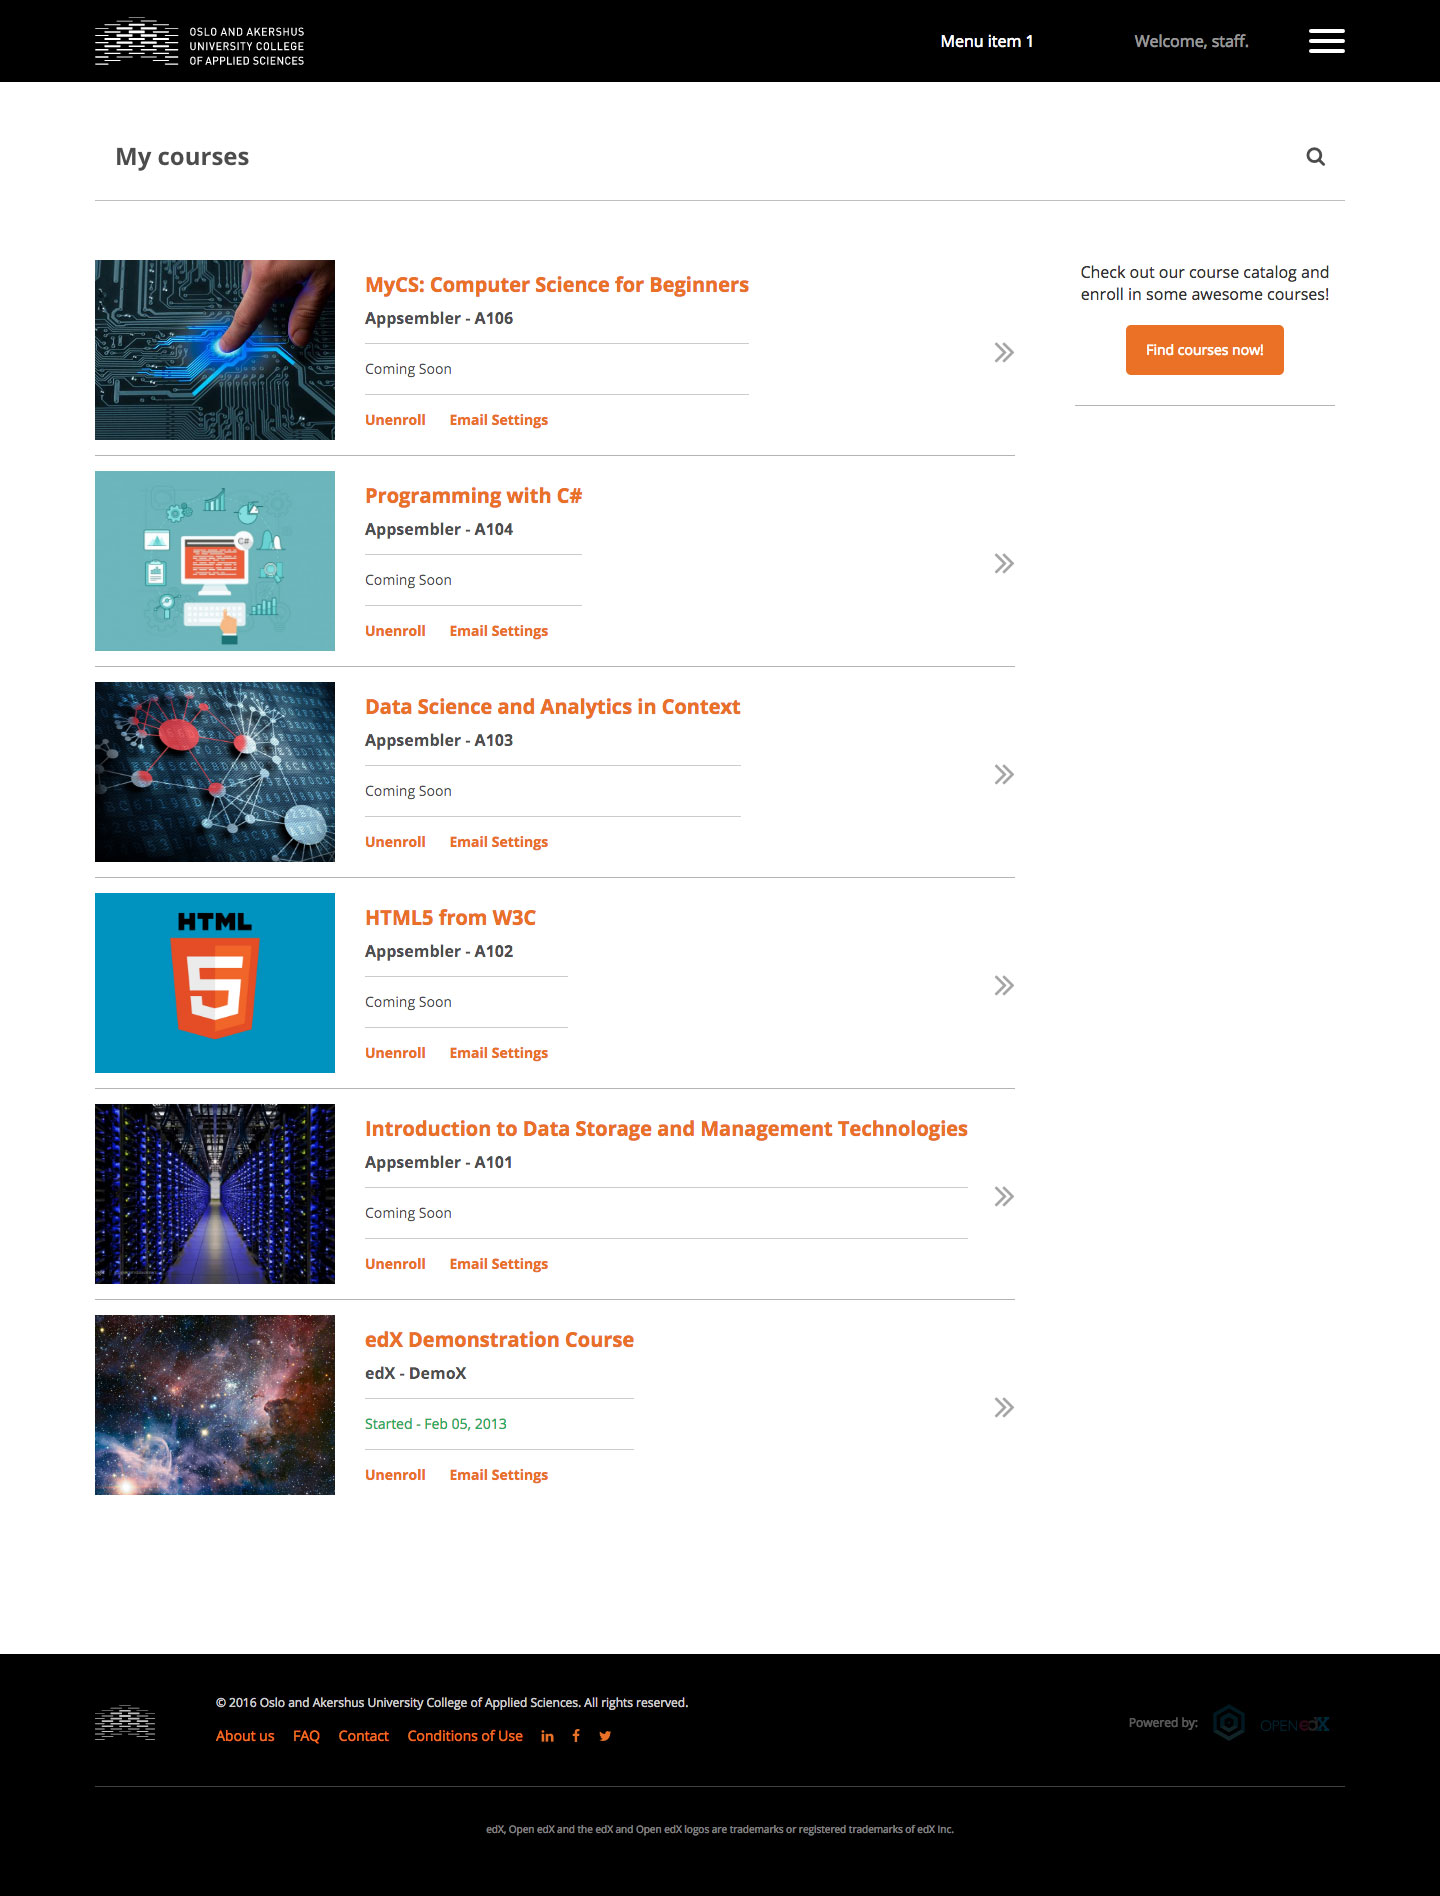 OSLO AND AKERSHUS
UNIVERSITY COLLEGE
OF APPLIED SCIENCES
Menu item 1
Welcome, staff.
My courses
MyCS: Computer Science for Beginners
Appsembler - A106
Coming Soon
Unenroll Email Settings
Check out our course catalog and
enroll in some awesome courses!
Find courses now!
C#
Programming with C#
Appsembler - A104
Coming Soon
Unenroll Email Settings
Data Science and Analytics in Context
Appsembler - A103
Coming Soon
Unenroll Email Settings
HTML
5
HTML5 from W3C
Appsembler - A102
Coming Soon
Unenroll Email Settings
Introduction to Data Storage and Management Technologies
Appsembler - A101
Coming Soon
Unenroll Email Settings
edX Demonstration Course
edX - DemoX
Started - Feb 05, 2013
Unenroll Email Settings
© 2016 Oslo and Akershus University College of Applied Sciences. All rights reserved.
About us FAQ Contact Conditions of Use
Powered by:
OPEN edX
edX, Open edX and the edX and Open edX logos are trademarks or registered trademarks of edX Inc.